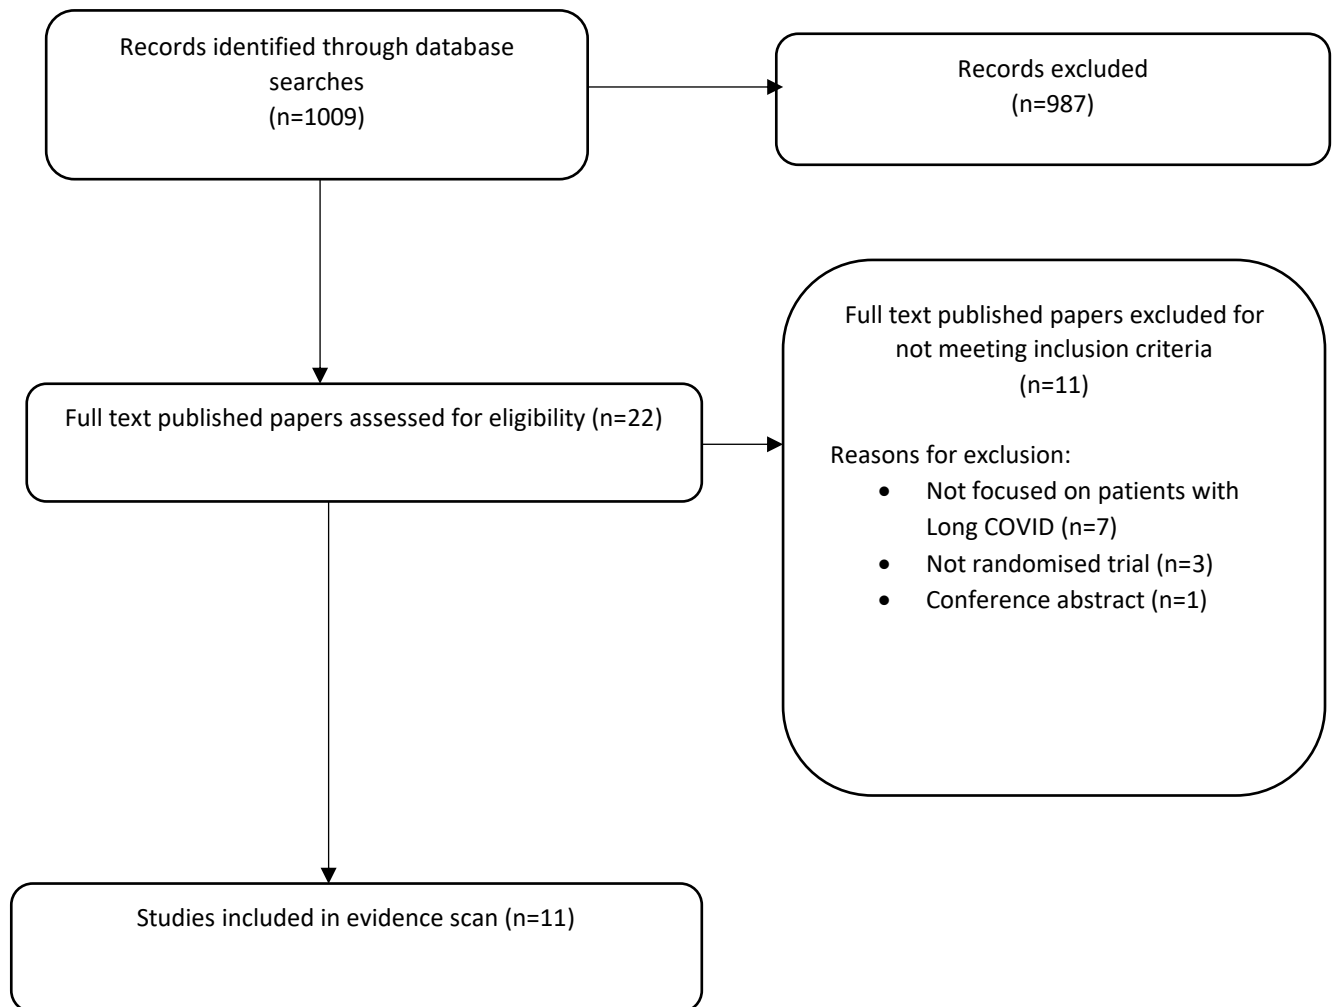 Records identified through database
searches
(n=1009)
Records excluded
(n=987)
Full text published papers excluded for
not meeting inclusion criteria
(n=11)
Full text published papers assessed for eligibility (n=22)
Reasons for exclusion:
• Not focused on patients with
Long COVID (n=7)
• Not randomised trial (n=3)
• Conference abstract (n=1)
Studies included in evidence scan (n=11)